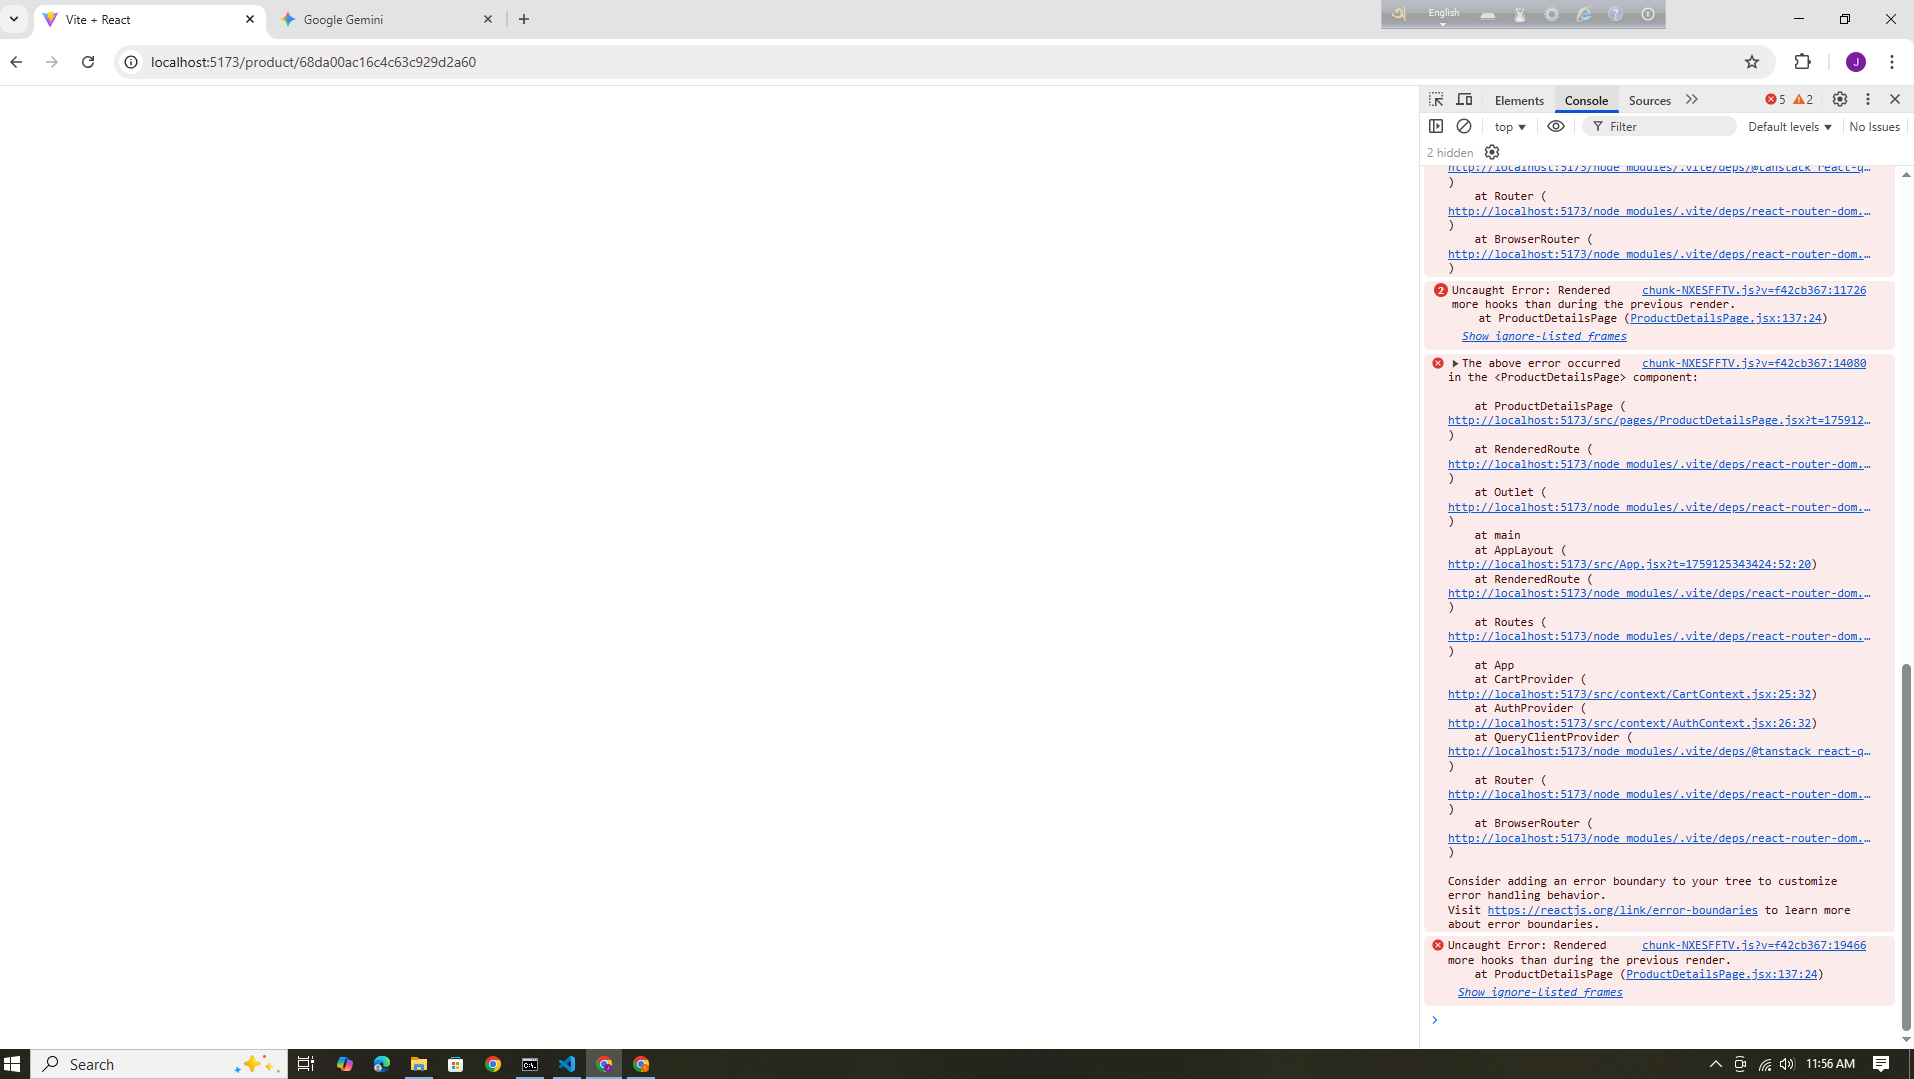 Vite + React
Google Gemini
English
localhost:5173/product/68da00ac16c4c63c929d2a60
J
Elements Console Sources 5 2
top Filter Default levels No Issues
2 hidden
http://localhost:5173/node_modules/.vite/deps/@tanstack_react-q…
)
at Router (
http://localhost:5173/node_modules/.vite/deps/react-router-dom.…
)
at BrowserRouter (
http://localhost:5173/node_modules/.vite/deps/react-router-dom.…
)
2 Uncaught Error: Rendered chunk-NXESFFTV.js?v=f42cb367:11726
more hooks than during the previous render.
at ProductDetailsPage (ProductDetailsPage.jsx:137:24)
Show ignore-listed frames
The above error occurred chunk-NXESFFTV.js?v=f42cb367:14080
in the <ProductDetailsPage> component:
at ProductDetailsPage (
http://localhost:5173/src/pages/ProductDetailsPage.jsx?t=175912…
)
at RenderedRoute (
http://localhost:5173/node_modules/.vite/deps/react-router-dom.…
)
at Outlet (
http://localhost:5173/node_modules/.vite/deps/react-router-dom.…
)
at main
at AppLayout (
http://localhost:5173/src/App.jsx?t=1759125343424:52:20)
at RenderedRoute (
http://localhost:5173/node_modules/.vite/deps/react-router-dom.…
)
at Routes (
http://localhost:5173/node_modules/.vite/deps/react-router-dom.…
)
at App
at CartProvider (
http://localhost:5173/src/context/CartContext.jsx:25:32)
at AuthProvider (
http://localhost:5173/src/context/AuthContext.jsx:26:32)
at QueryClientProvider (
http://localhost:5173/node_modules/.vite/deps/@tanstack_react-q…
)
at Router (
http://localhost:5173/node_modules/.vite/deps/react-router-dom.…
)
at BrowserRouter (
http://localhost:5173/node_modules/.vite/deps/react-router-dom.…
)
Consider adding an error boundary to your tree to customize
error handling behavior.
Visit https://reactjs.org/link/error-boundaries to learn more
about error boundaries.
Uncaught Error: Rendered chunk-NXESFFTV.js?v=f42cb367:19466
more hooks than during the previous render.
at ProductDetailsPage (ProductDetailsPage.jsx:137:24)
Show ignore-listed frames
Search
11:56 AM